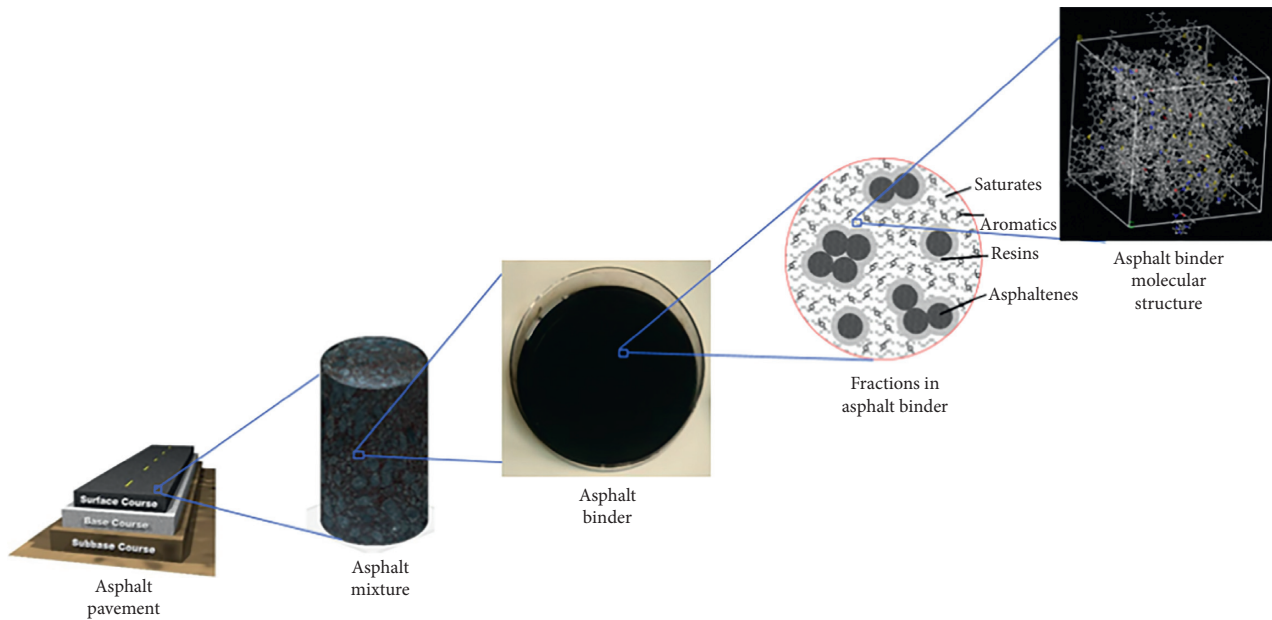 Surface Course
Base Course
Subbase Course
Asphalt
pavement
Asphalt
mixture
Asphalt
binder
Saturates
Aromatics
Resins
Asphaltenes
Fractions in
asphalt binder
Asphalt binder
molecular
structure